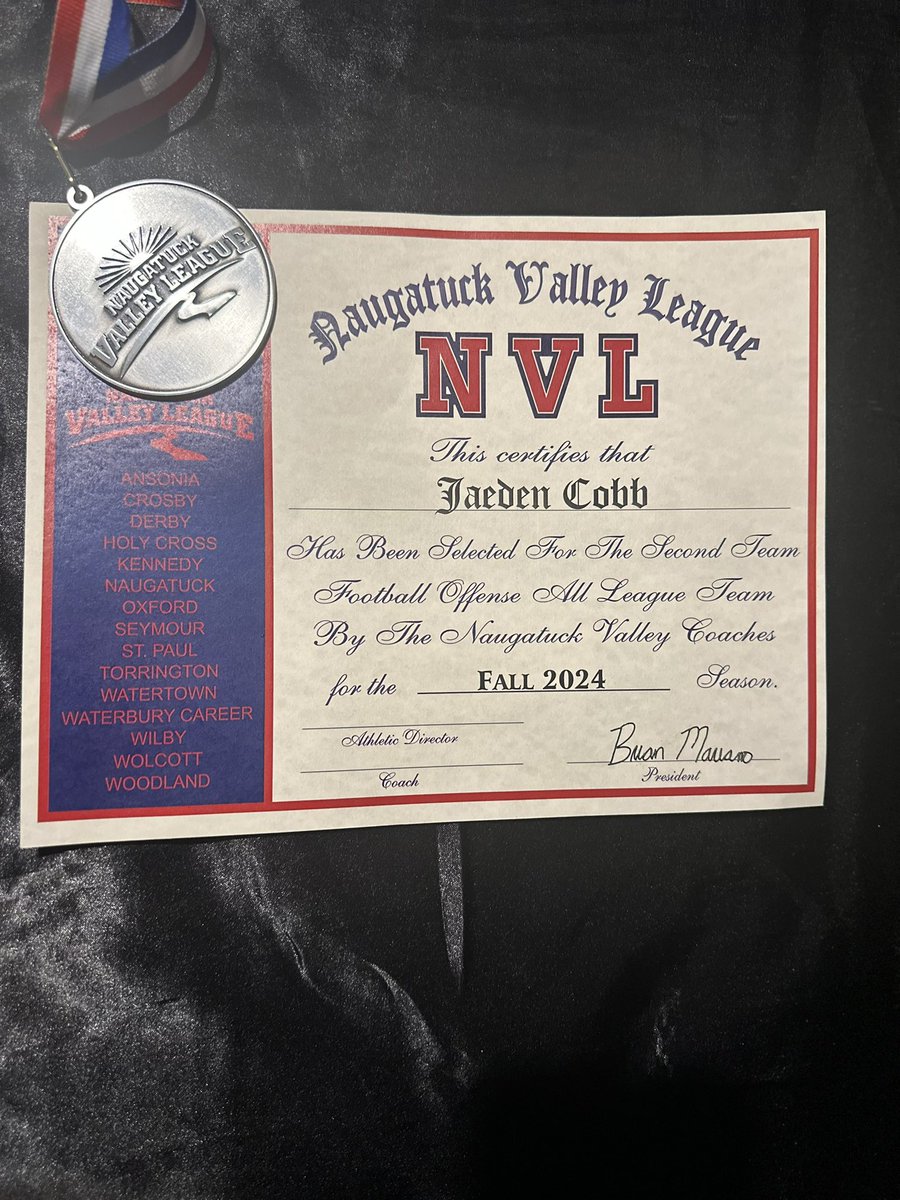 NAUGATUCK
VALLEY LEAGUE
VALLEY LEAGUE
ANSONIA
CROSBY
DERBY
HOLY CROSS
KENNEDY
NAUGATUCK
OXFORD
SEYMOUR
ST. PAUL
TORRINGTON
WATERTOWN
WATERBURY CAREER
WILBY
WOLCOTT
WOODLAND
Naugatuck Valley League
NVL
This certifies that
Jaeden Cobb
Has Been Selected For The Second Team
Football Offense All League Team
By The Naugatuck Valley Coaches
for the FALL 2024 Season.
Athletic Director
Coach
Brian Mariano
President